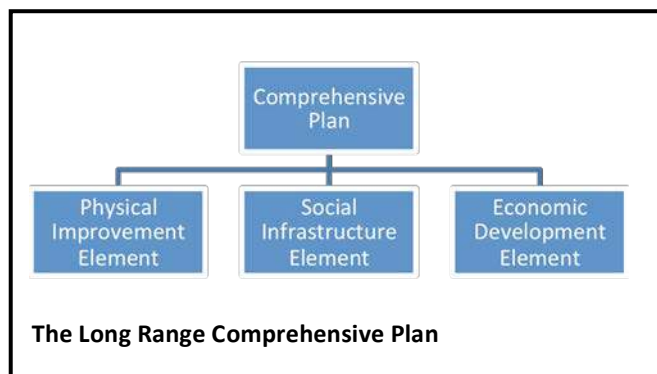 Comprehensive
Plan
Physical
Improvement
Element
Social
Infrastructure
Element
Economic
Development
Element
The Long Range Comprehensive Plan